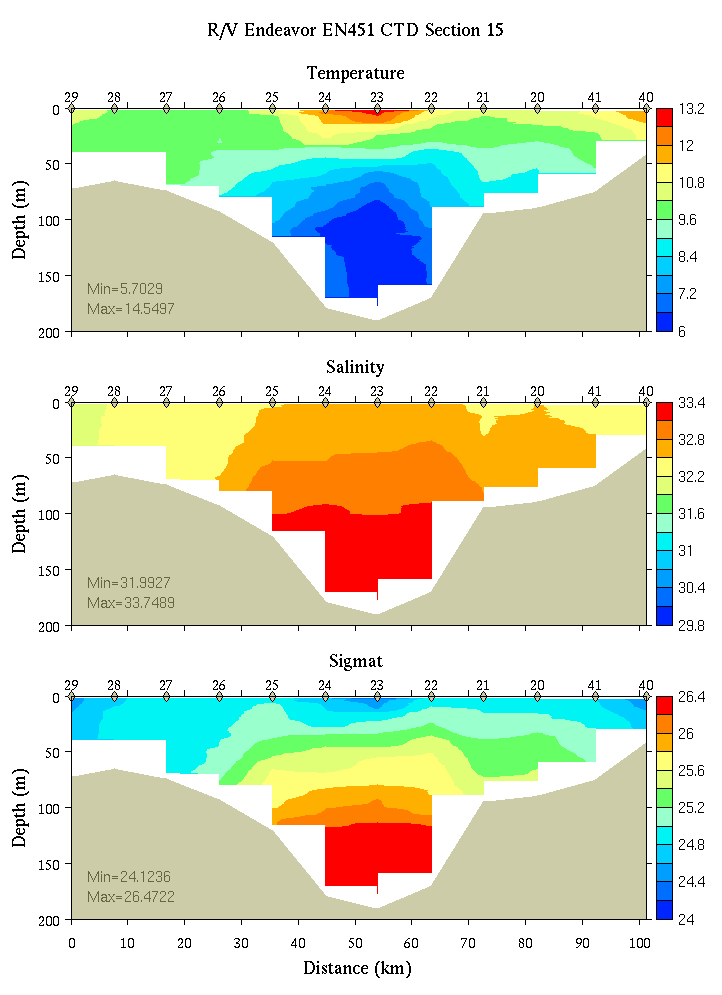 R/V Endeavor EN451 CTD Section 15
Temperature
29 28 27 26 25 24 23 22 21 20 41 40
0
50
100
150
200
Depth (m)
Min=5.7029
Max=14.5497
13.2
12
10.8
9.6
8.4
7.2
6
Salinity
29 28 27 26 25 24 23 22 21 20 41 40
0
50
100
150
200
Depth (m)
Min=31.9927
Max=33.7489
33.4
32.8
32.2
31.6
31
30.4
29.8
Sigmat
29 28 27 26 25 24 23 22 21 20 41 40
0
50
100
150
200
Depth (m)
Min=24.1236
Max=26.4722
26.4
26
25.6
25.2
24.8
24.4
24
0 10 20 30 40 50 60 70 80 90 100
Distance (km)